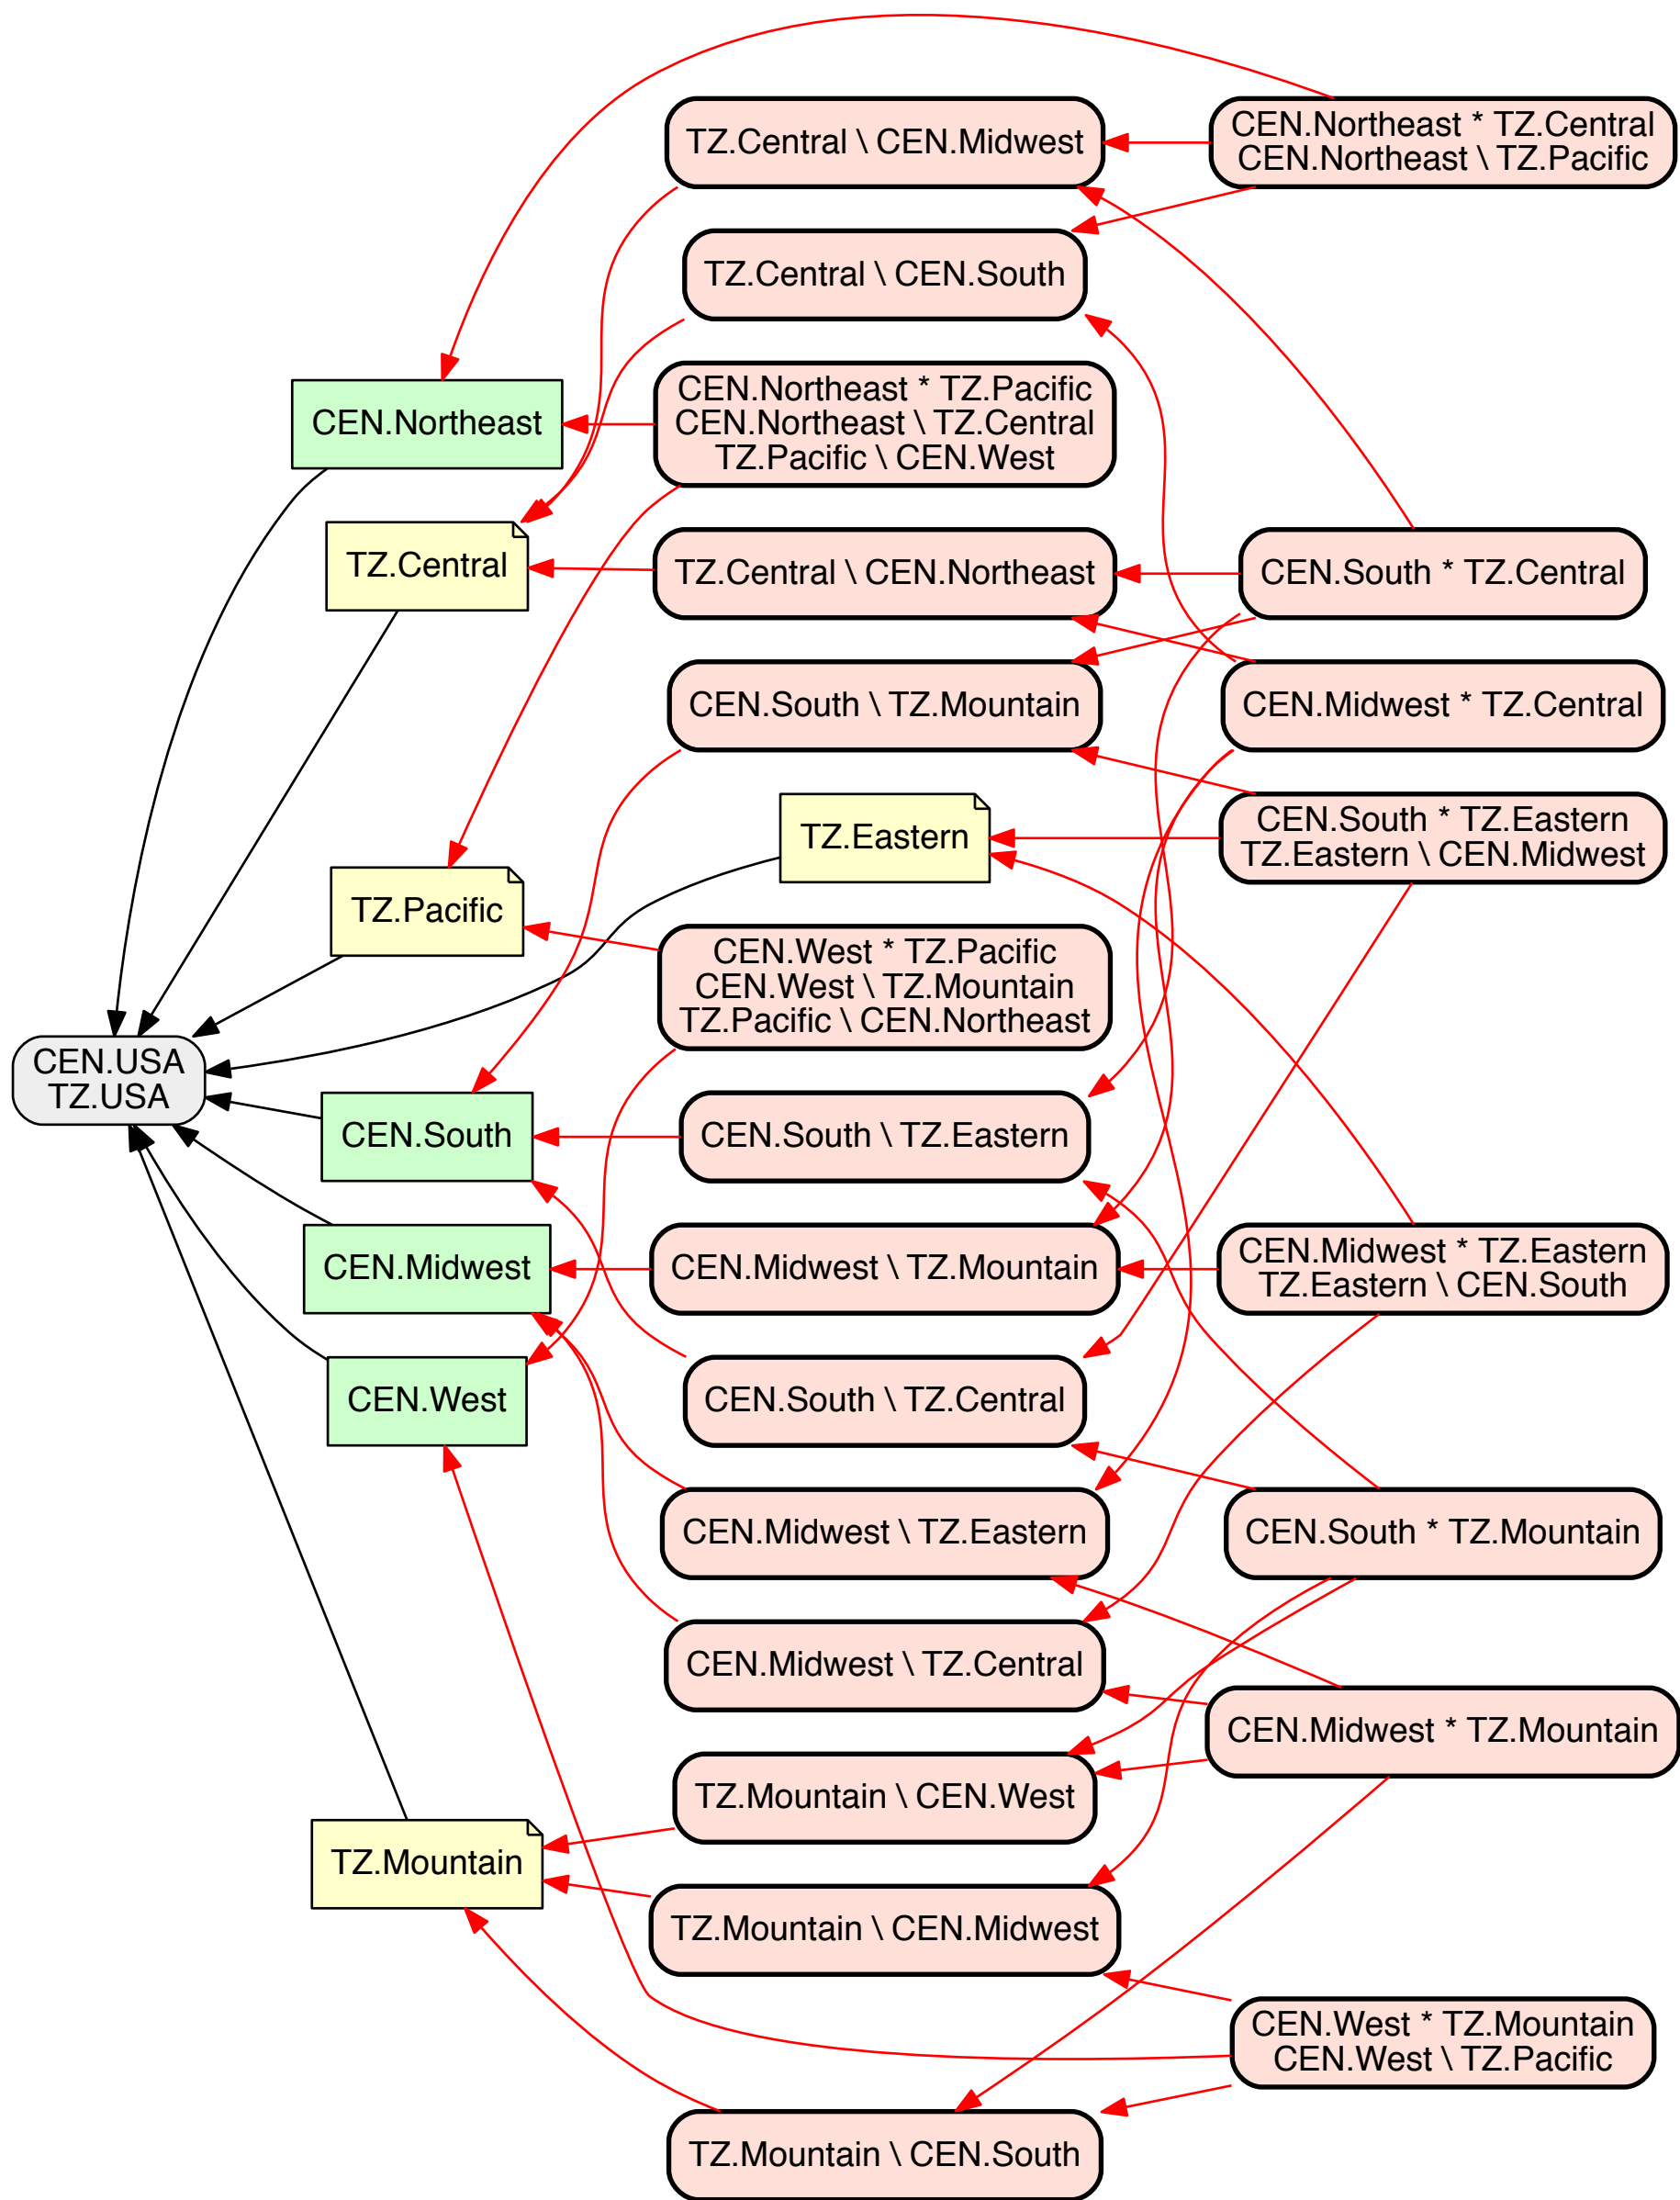 TZ.Central \ CEN.Midwest
CEN.Northeast * TZ.Central
CEN.Northeast \ TZ.Pacific
TZ.Central \ CEN.South
CEN.Northeast
CEN.Northeast * TZ.Pacific
CEN.Northeast \ TZ.Central
TZ.Pacific \ CEN.West
TZ.Central
TZ.Central \ CEN.Northeast
CEN.South * TZ.Central
CEN.South \ TZ.Mountain
CEN.Midwest * TZ.Central
TZ.Eastern
CEN.South * TZ.Eastern
TZ.Eastern \ CEN.Midwest
TZ.Pacific
CEN.West * TZ.Pacific
CEN.West \ TZ.Mountain
TZ.Pacific \ CEN.Northeast
CEN.USA
TZ.USA
CEN.South
CEN.South \ TZ.Eastern
CEN.Midwest
CEN.Midwest \ TZ.Mountain
CEN.Midwest * TZ.Eastern
TZ.Eastern \ CEN.South
CEN.West
CEN.South \ TZ.Central
CEN.Midwest \ TZ.Eastern
CEN.South * TZ.Mountain
CEN.Midwest \ TZ.Central
CEN.Midwest * TZ.Mountain
TZ.Mountain \ CEN.West
TZ.Mountain
TZ.Mountain \ CEN.Midwest
CEN.West * TZ.Mountain
CEN.West \ TZ.Pacific
TZ.Mountain \ CEN.South